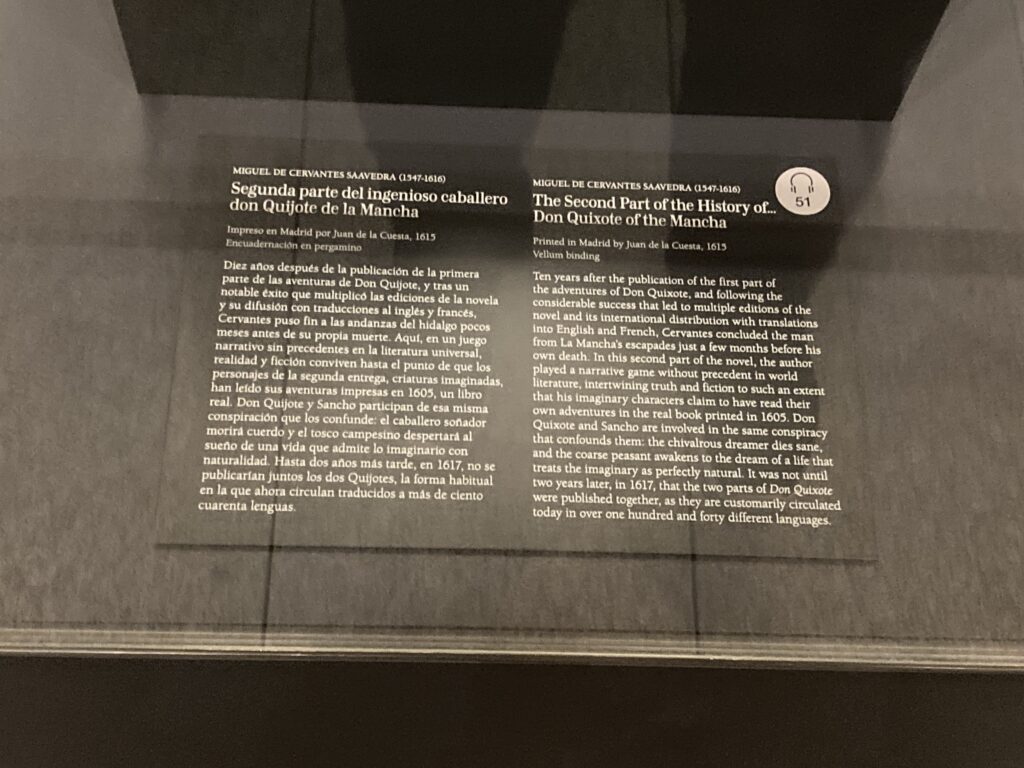 MIGUEL DE CERVANTES SAAVEDRA (1547-1616)
Segunda parte del ingenioso caballero
don Quijote de la Mancha
Impreso en Madrid por Juan de la Cuesta, 1615
Encuadernación en pergamino
Diez años después de la publicación de la primera
parte de las aventuras de Don Quijote, y tras un
notable éxito que multiplicó las ediciones de la novela
y su difusión con traducciones al inglés y francés,
Cervantes puso fin a las andanzas del hidalgo pocos
meses antes de su propia muerte. Aquí, en un juego
narrativo sin precedentes en la literatura universal,
realidad y ficción conviven hasta el punto de que los
personajes de la segunda entrega, criaturas imaginadas,
han leído sus aventuras impresas en 1605, un libro
real. Don Quijote y Sancho participan de esa misma
conspiración que los confunde: el caballero soñador
morirá cuerdo y el tosco campesino despertará al
sueño de una vida que admite lo imaginario con
naturalidad. Hasta dos años más tarde, en 1617, no se
publicarían juntos los dos Quijotes, la forma habitual
en la que ahora circulan traducidos a más de ciento
cuarenta lenguas.
MIGUEL DE CERVANTES SAAVEDRA (1547-1616)
The Second Part of the History of...
Don Quixote of the Mancha
Printed in Madrid by Juan de la Cuesta, 1615
Vellum binding
Ten years after the publication of the first part of
the adventures of Don Quixote, and following the
considerable success that led to multiple editions of the
novel and its international distribution with translations
into English and French, Cervantes concluded the man
from La Mancha's escapades just a few months before his
own death. In this second part of the novel, the author
played a narrative game without precedent in world
literature, intertwining truth and fiction to such an extent
that his imaginary characters claim to have read their
own adventures in the real book printed in 1605. Don
Quixote and Sancho are involved in the same conspiracy
that confounds them: the chivalrous dreamer dies sane,
and the coarse peasant awakens to the dream of a life that
treats the imaginary as perfectly natural. It was not until
two years later, in 1617, that the two parts of Don Quixote
were published together, as they are customarily circulated
today in over one hundred and forty different languages.
51